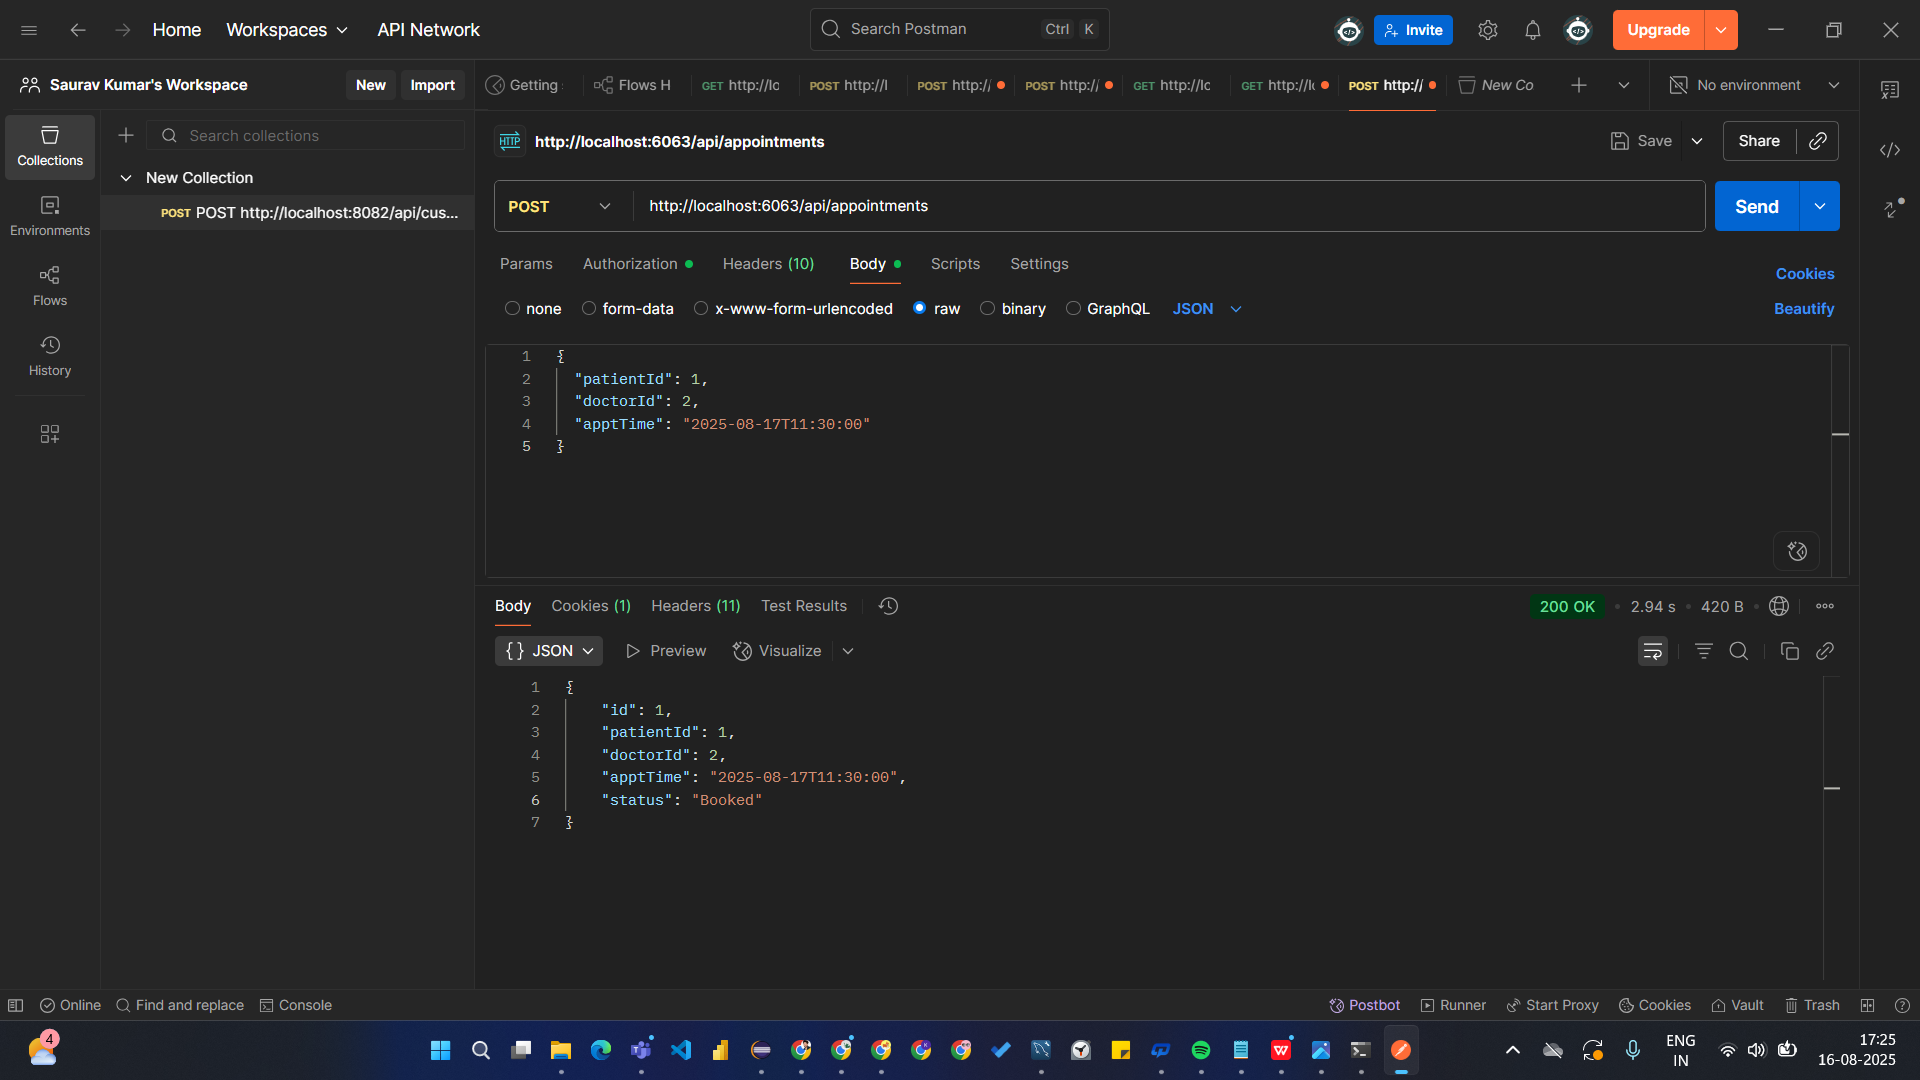 Home Workspaces API Network Search Postman Ctrl K Invite Upgrade
Saurav Kumar's Workspace New Import Getting Flows H GET http://lo POST http://l POST http:/ POST http:/ GET http://lo GET http://lo POST http:/ New Co No environment
Collections
Environments
Flows
History
Search collections
New Collection
POST POST http://localhost:8082/api/cus...
HTTP http://localhost:6063/api/appointments Save Share
POST http://localhost:6063/api/appointments Send
Params Authorization Headers (10) Body Scripts Settings Cookies
none form-data x-www-form-urlencoded raw binary GraphQL JSON Beautify
1 {
2 "patientId": 1,
3 "doctorId": 2,
4 "apptTime": "2025-08-17T11:30:00"
5 }
Body Cookies (1) Headers (11) Test Results 200 OK 2.94 s 420 B
{} JSON Preview Visualize
1 {
2 "id": 1,
3 "patientId": 1,
4 "doctorId": 2,
5 "apptTime": "2025-08-17T11:30:00",
6 "status": "Booked"
7 }
Online Find and replace Console Postbot Runner Start Proxy Cookies Vault Trash
4 ENG 17:25
IN 16-08-2025